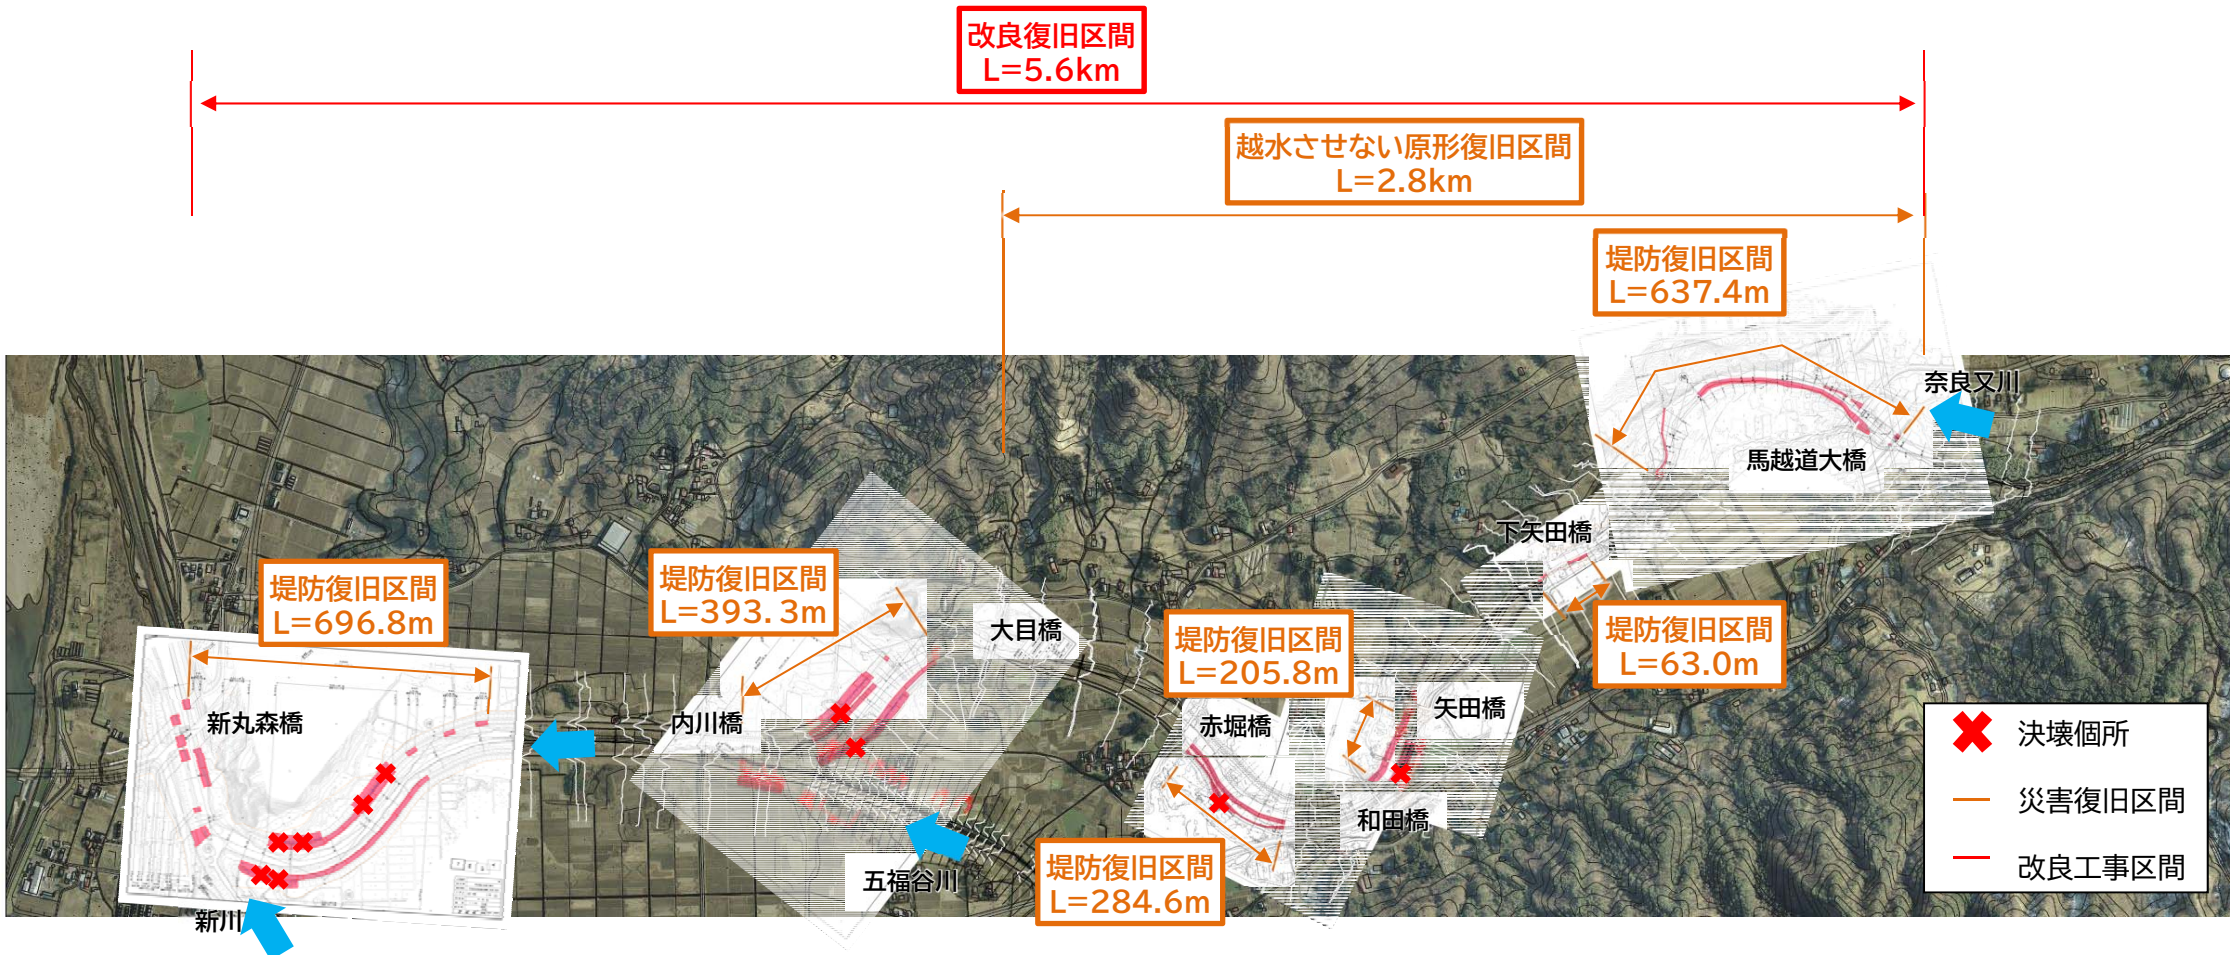 改良復旧区間
L=5.6km
越水させない原形復旧区間
L=2.8km
堤防復旧区間
L=637.4m
奈良又川
馬越道大橋
下矢田橋
堤防復旧区間
L=696.8m
堤防復旧区間
L=393.3m
大目橋
堤防復旧区間
L=205.8m
堤防復旧区間
L=63.0m
新丸森橋
内川橋
赤堀橋
矢田橋
和田橋
五福谷川
堤防復旧区間
L=284.6m
新川
決壊個所
災害復旧区間
改良工事区間